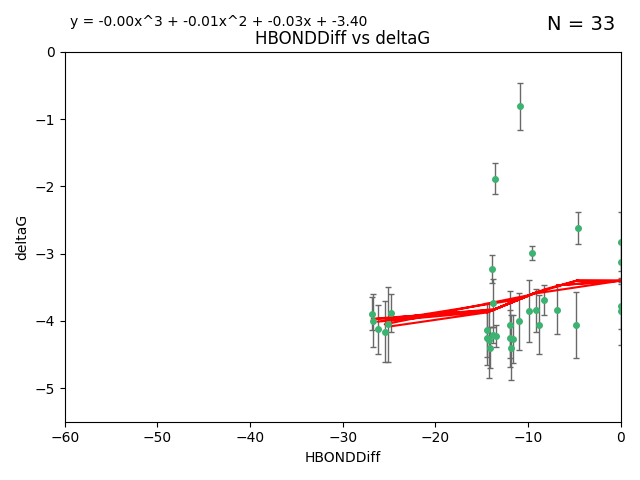 y = -0.00x^3 + -0.01x^2 + -0.03x + -3.40
N = 33
HBONDDiff vs deltaG
0
−1
−2
−3
−4
−5
deltaG
−60
−50
−40
−30
−20
−10
0
HBONDDiff